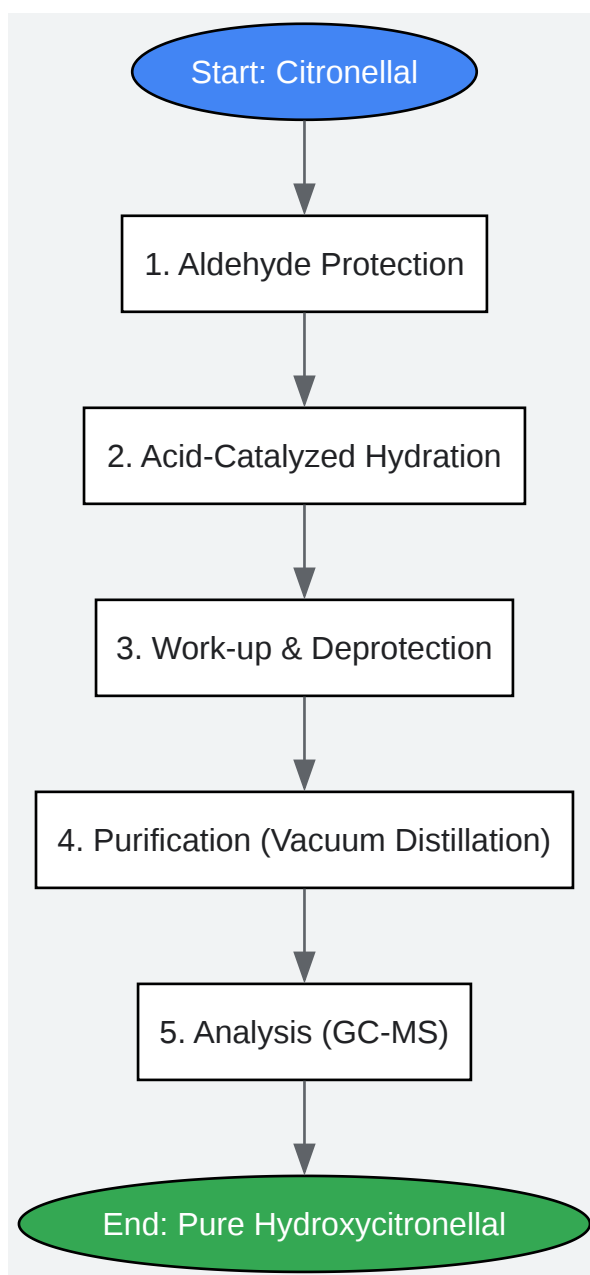 Start: Citronellal
1. Aldehyde Protection
2. Acid-Catalyzed Hydration
3. Work-up & Deprotection
4. Purification (Vacuum Distillation)
5. Analysis (GC-MS)
End: Pure Hydroxycitronellal